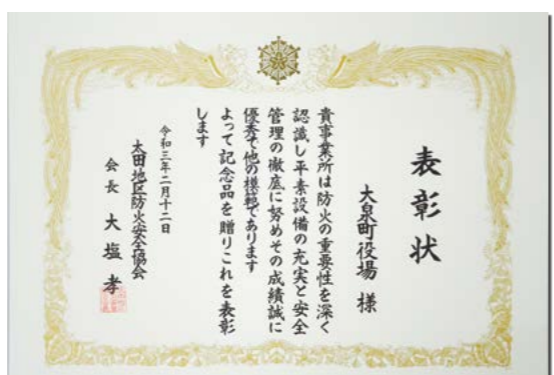 表彰状
大泉町役場 様
貴事業所は防火の重要性を深く
認識し平素設備の充実と安全
管理の徹底に努めその成績誠に
優秀で他の模範であります
よって記念品を贈りこれを表彰
します
令和三年二月十二日
太田地区防火安全協会
会長 大塩 孝